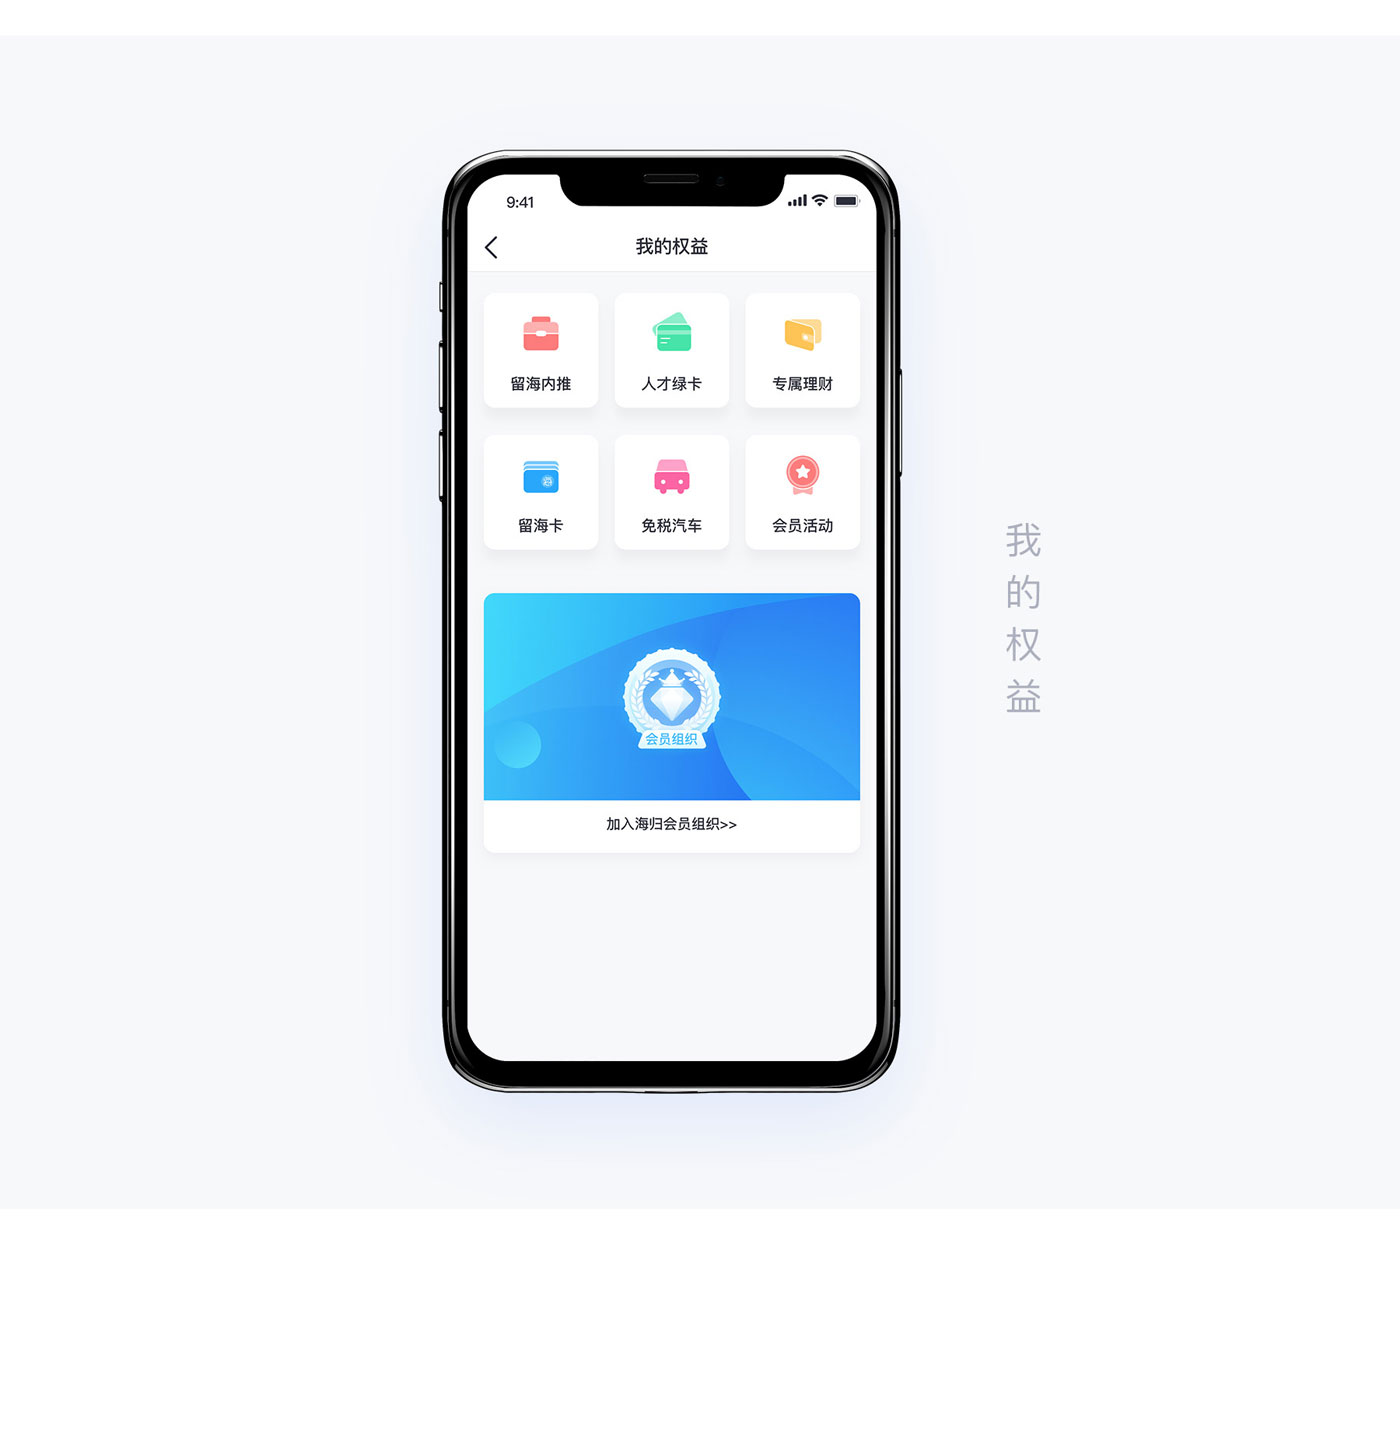 9:41
我的权益
留海内推
人才绿卡
专属理财
留海卡
免税汽车
会员活动
会员组织
加入海归会员组织>>
我的权益